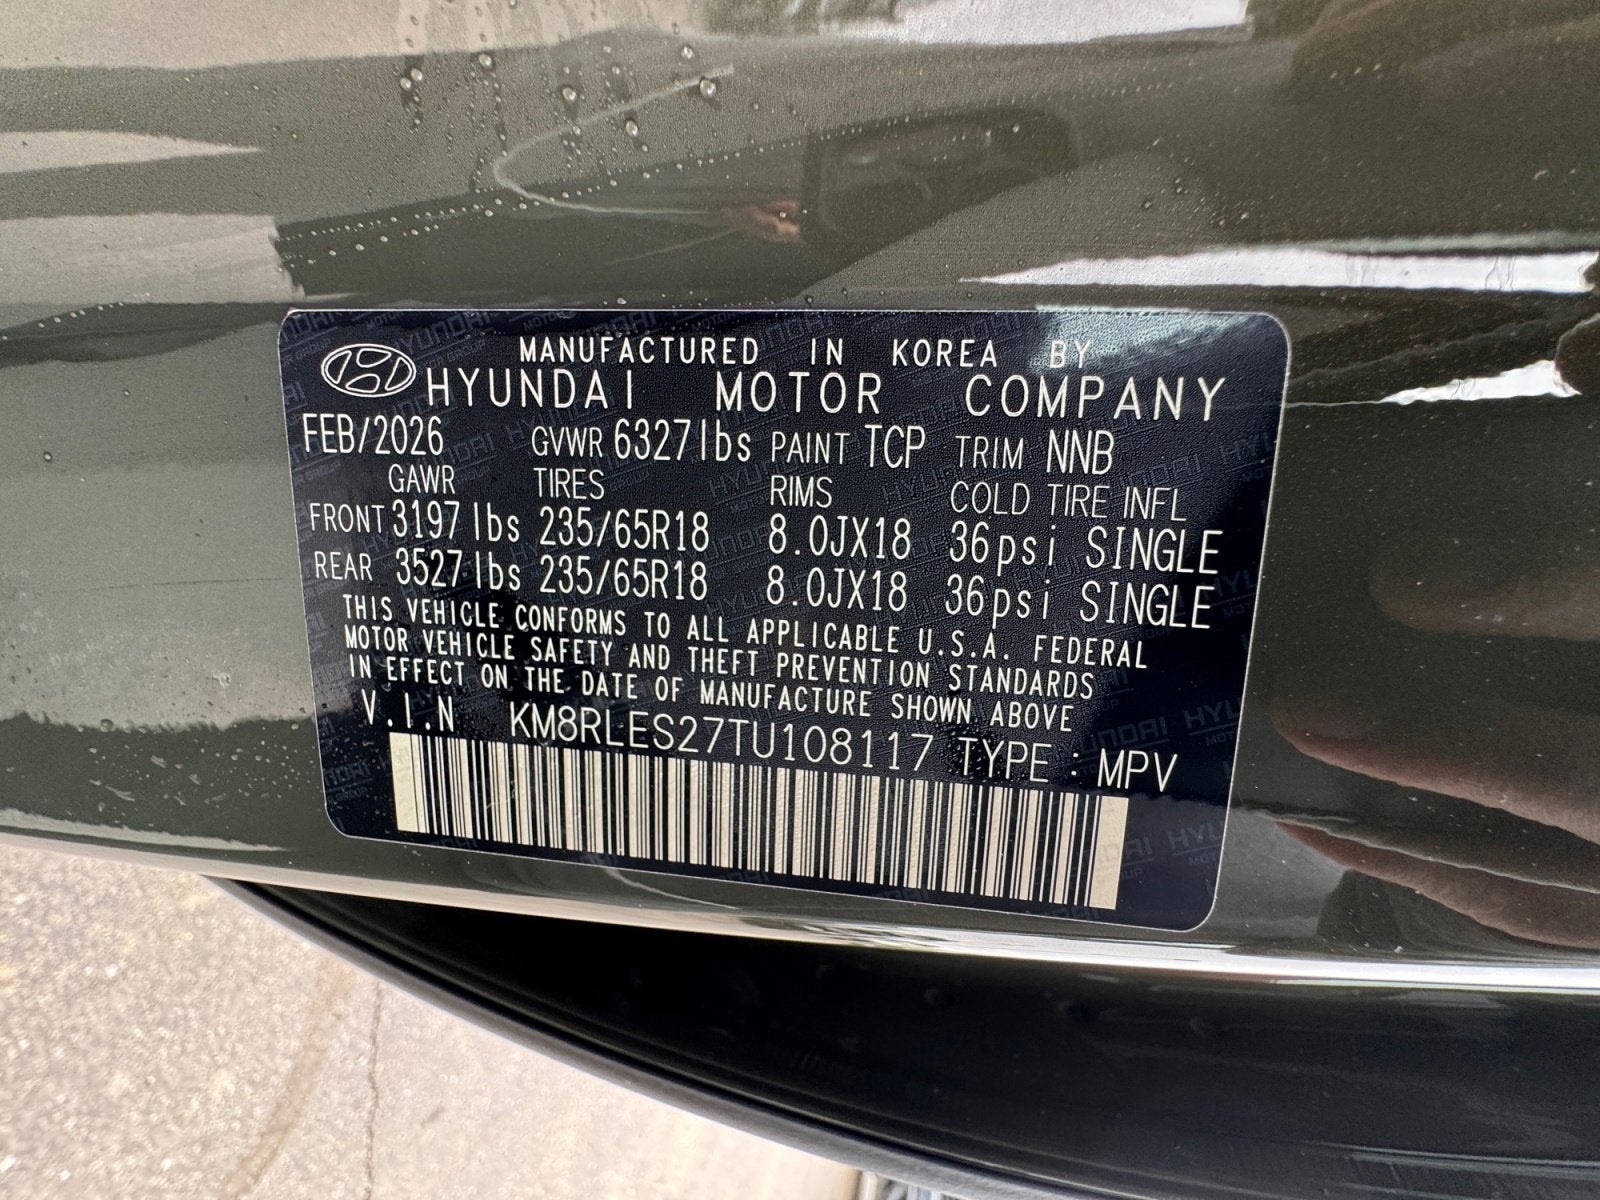 MANUFACTURED IN KOREA BY
HYUNDAI MOTOR COMPANY
FEB/2026 GVWR 6327lbs PAINT TCP TRIM NNB
GAWR TIRES RIMS COLD TIRE INFL
FRONT 3197lbs 235/65R18 8.0JX18 36psi SINGLE
REAR 3527lbs 235/65R18 8.0JX18 36psi SINGLE
THIS VEHICLE CONFORMS TO ALL APPLICABLE U.S.A. FEDERAL
MOTOR VEHICLE SAFETY AND THEFT PREVENTION STANDARDS
IN EFFECT ON THE DATE OF MANUFACTURE SHOWN ABOVE
V.I.N KM8RLES27TU108117 TYPE : MPV